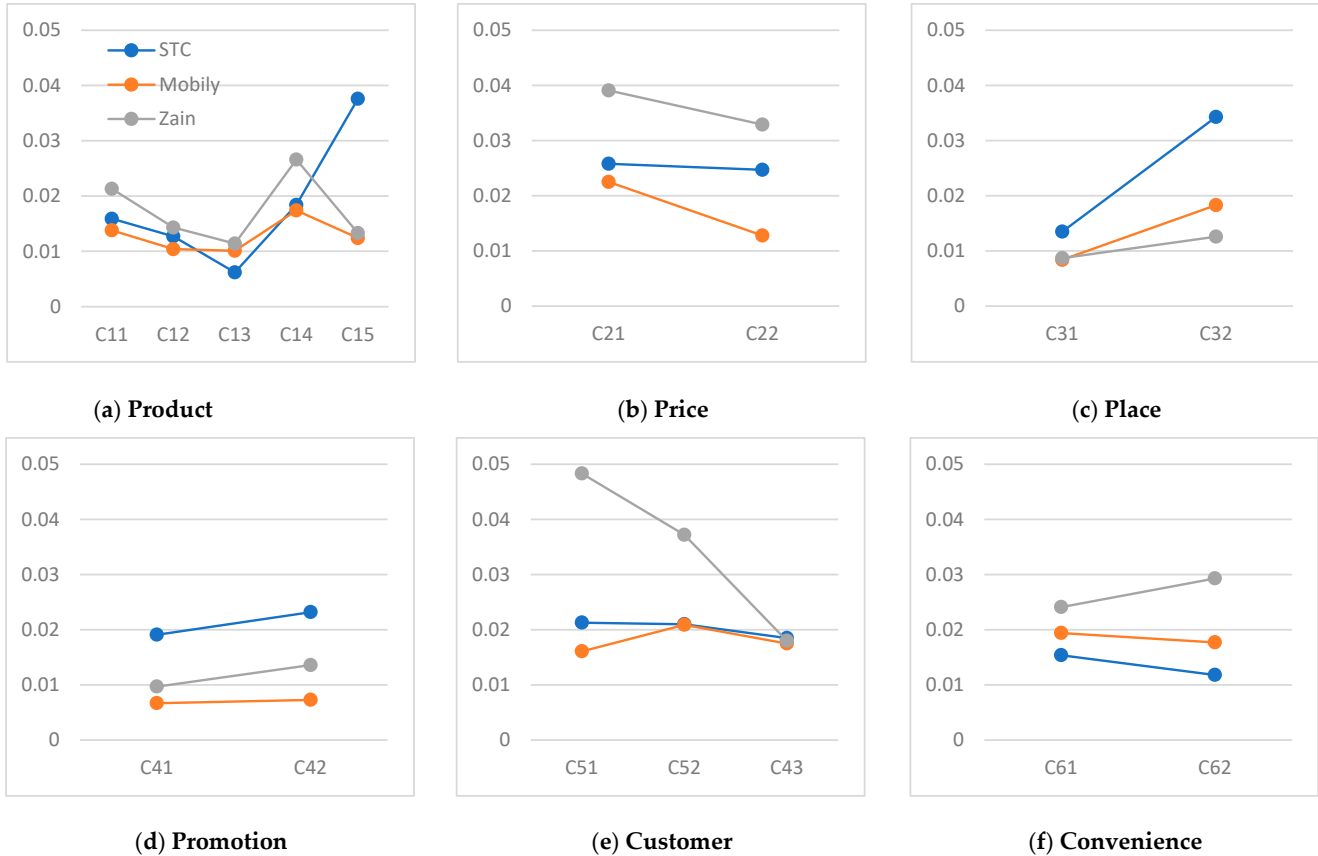 0.05
0.04
0.03
0.02
0.01
0
STC
Mobily
Zain
C11 C12 C13 C14 C15
(a) Product
0.05
0.04
0.03
0.02
0.01
0
C21 C22
(b) Price
0.05
0.04
0.03
0.02
0.01
0
C31 C32
(c) Place
0.05
0.04
0.03
0.02
0.01
0
C41 C42
(d) Promotion
0.05
0.04
0.03
0.02
0.01
0
C51 C52 C43
(e) Customer
0.05
0.04
0.03
0.02
0.01
0
C61 C62
(f) Convenience